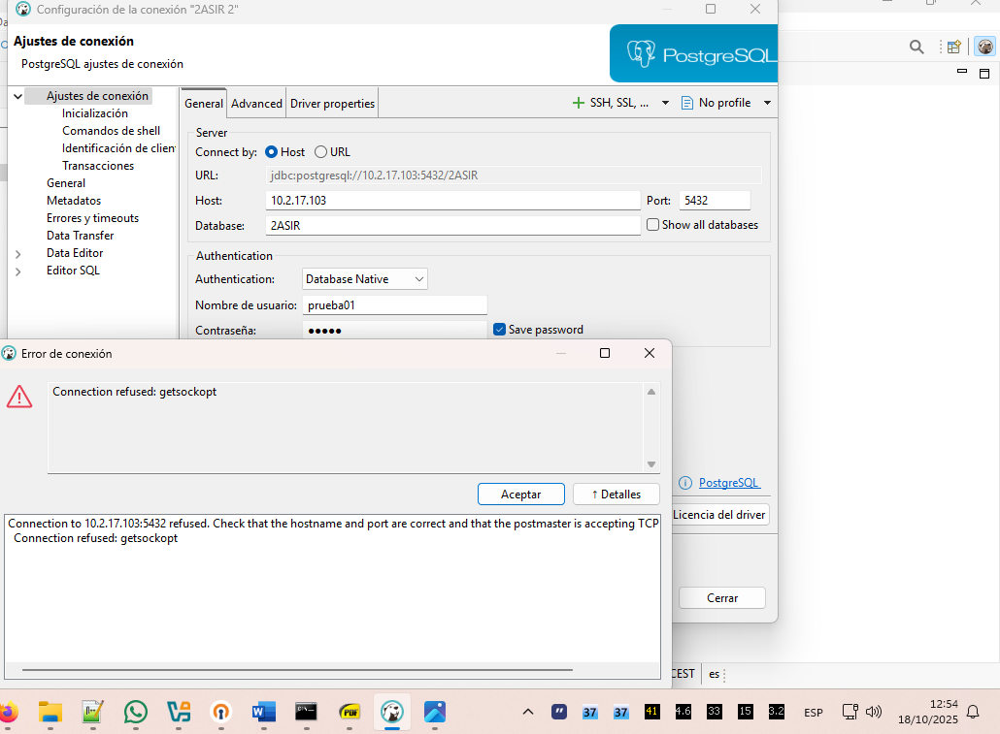 Configuración de la conexión "2ASIR 2"
Ajustes de conexión
PostgreSQL ajustes de conexión
PostgreSQL
Ajustes de conexión
Inicialización
Comandos de shell
Identificación de clien
Transacciones
General
Metadatos
Errores y timeouts
Data Transfer
Data Editor
Editor SQL
General
Advanced
Driver properties
SSH, SSL, ...
No profile
Server
Connect by: Host URL
URL: jdbc:postgresql://10.2.17.103:5432/2ASIR
Host: 10.2.17.103 Port: 5432
Database: 2ASIR Show all databases
Authentication
Authentication: Database Native
Nombre de usuario: prueba01
Contraseña: ●●●●● Save password
Error de conexión
Connection refused: getsockopt
Aceptar
Detalles
Connection to 10.2.17.103:5432 refused. Check that the hostname and port are correct and that the postmaster is accepting TCP
Connection refused: getsockopt
PostgreSQL
Licencia del driver
Cerrar
CEST es
PDF
37 37 41 4.6 33 15 3.2
ESP
12:54
18/10/2025